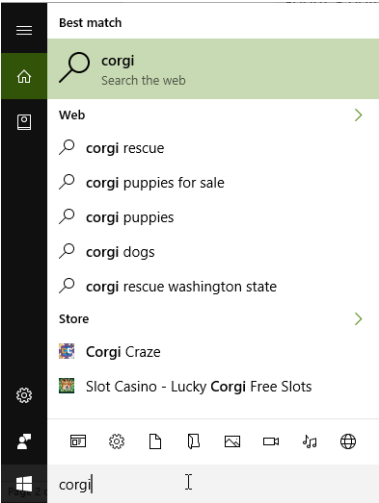 Best match
corgi
Search the web
Web
corgi rescue
corgi puppies for sale
corgi puppies
corgi dogs
corgi rescue washington state
Store
Corgi Craze
Slot Casino - Lucky Corgi Free Slots
corgi